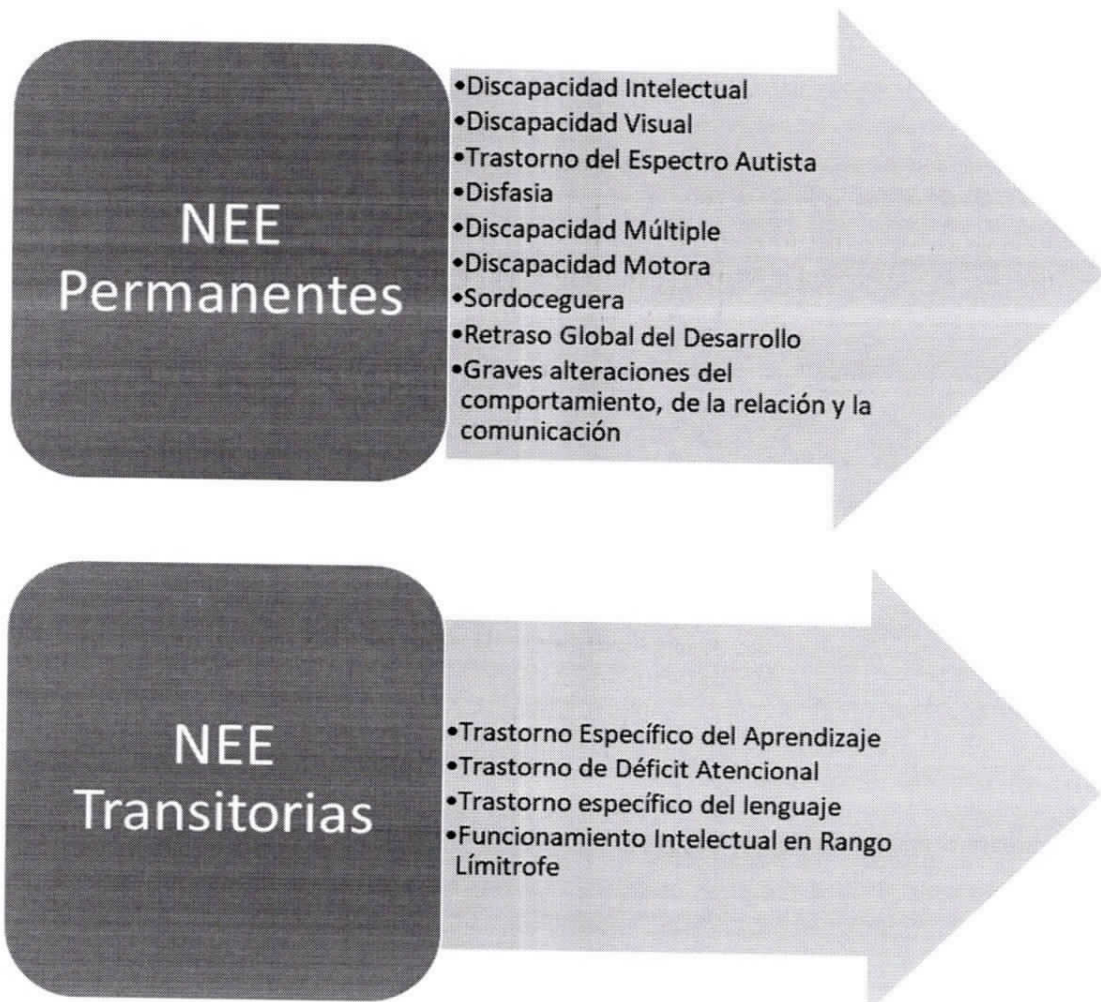 NEE
Permanentes
•Discapacidad Intelectual
•Discapacidad Visual
•Trastorno del Espectro Autista
•Disfasia
•Discapacidad Múltiple
•Discapacidad Motora
•Sordoceguera
•Retraso Global del Desarrollo
•Graves alteraciones del
comportamiento, de la relación y la
comunicación
NEE
Transitorias
•Trastorno Específico del Aprendizaje
•Trastorno de Déficit Atencional
•Trastorno específico del lenguaje
•Funcionamiento Intelectual en Rango
Límitrofe